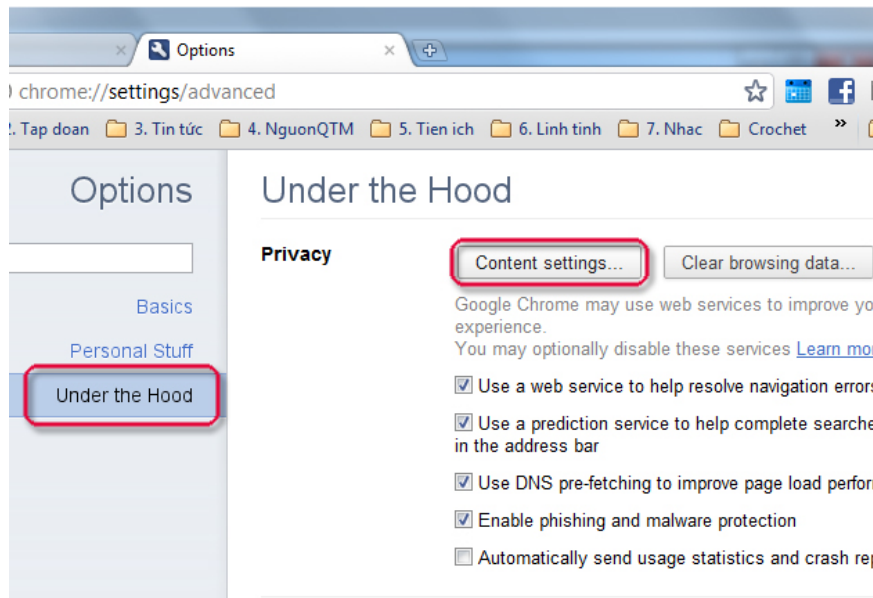 Options
chrome://settings/advanced
2. Tap doan 3. Tin tức 4. NguonQTM 5. Tien ich 6. Linh tinh 7. Nhac Crochet »
Options
Basics
Personal Stuff
Under the Hood
Under the Hood
Privacy
Content settings... Clear browsing data...
Google Chrome may use web services to improve yo
experience.
You may optionally disable these services Learn mo
Use a web service to help resolve navigation errors
Use a prediction service to help complete searche
in the address bar
Use DNS pre-fetching to improve page load perfor
Enable phishing and malware protection
Automatically send usage statistics and crash rep